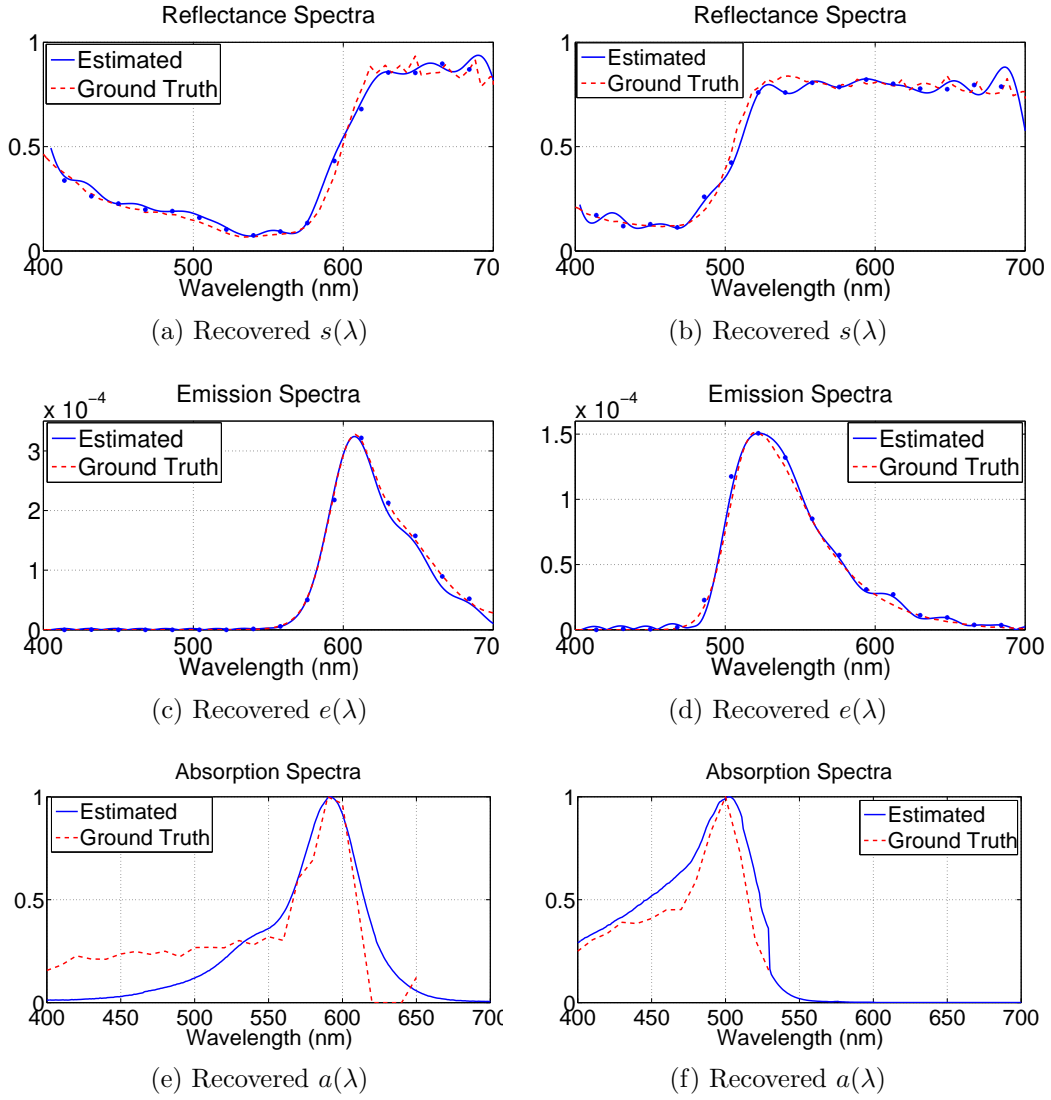 Reflectance Spectra
1
0.5
0
Estimated
Ground Truth
400 500 600 700
Wavelength (nm)
(a) Recovered s(λ)
Reflectance Spectra
1
0.5
0
Estimated
Ground Truth
400 500 600 700
Wavelength (nm)
(b) Recovered s(λ)
Emission Spectra
x 10⁻⁴
3
2
1
0
Estimated
Ground Truth
400 500 600 700
Wavelength (nm)
(c) Recovered e(λ)
Emission Spectra
x 10⁻⁴
1.5
1
0.5
0
Estimated
Ground Truth
400 500 600 700
Wavelength (nm)
(d) Recovered e(λ)
Absorption Spectra
1
0.5
0
Estimated
Ground Truth
400 450 500 550 600 650 700
Wavelength (nm)
(e) Recovered a(λ)
Absorption Spectra
1
0.5
0
Estimated
Ground Truth
400 450 500 550 600 650 700
Wavelength (nm)
(f) Recovered a(λ)